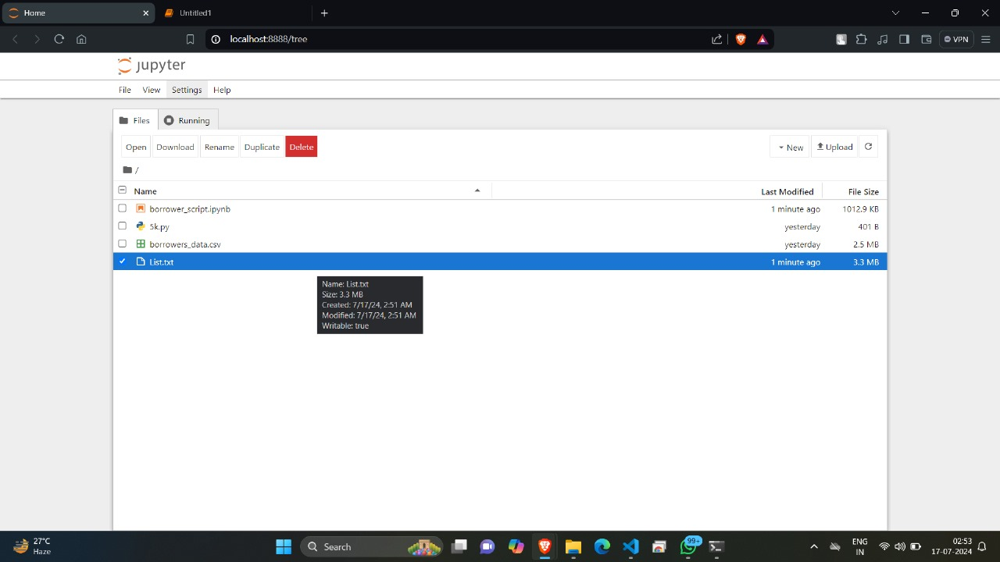 Home
Untitled1
localhost:8888/tree
VPN
jupyter
File View Settings Help
Files Running
Open Download Rename Duplicate Delete New Upload
/
Name Last Modified File Size
borrower_script.ipynb 1 minute ago 1012.9 KB
5k.py yesterday 401 B
borrowers_data.csv yesterday 2.5 MB
List.txt 1 minute ago 3.3 MB
Name: List.txt
Size: 3.3 MB
Created: 7/17/24, 2:51 AM
Modified: 7/17/24, 2:51 AM
Writable: true
27°C
Haze
Search
99+
ENG
IN
02:53
17-07-2024